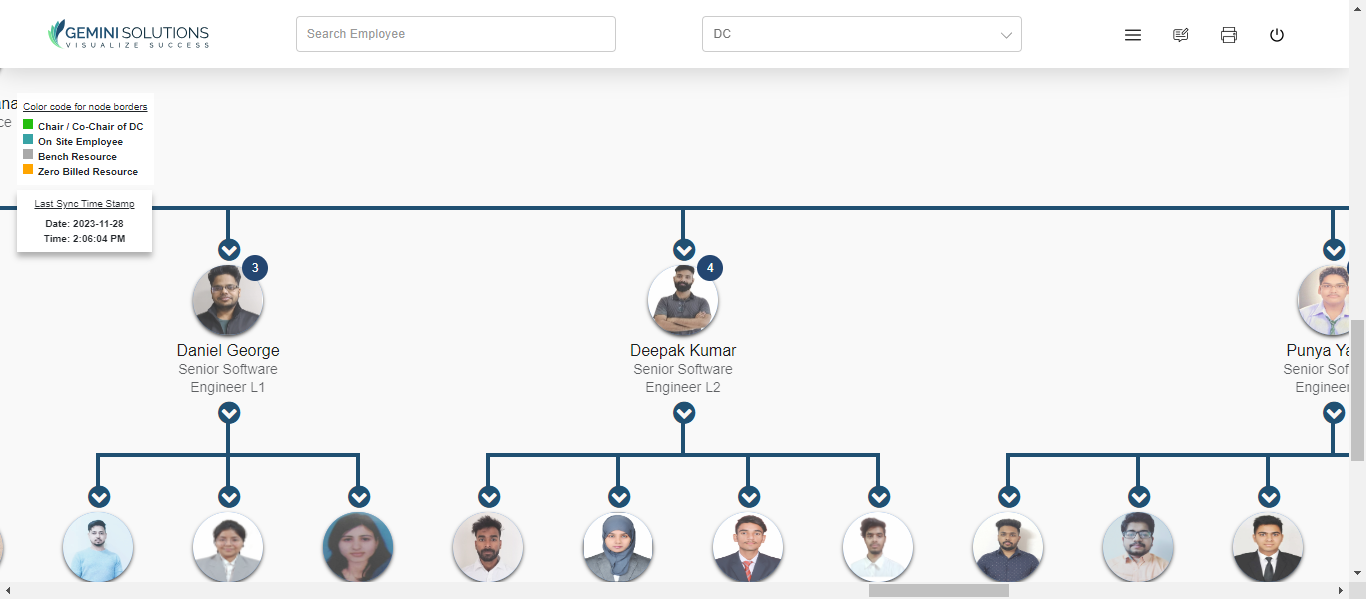 GEMINI SOLUTIONS
VISUALIZE SUCCESS
Search Employee
DC
ana
ce
Color code for node borders
Chair / Co-Chair of DC
On Site Employee
Bench Resource
Zero Billed Resource
Last Sync Time Stamp
Date: 2023-11-28
Time: 2:06:04 PM
3
Daniel George
Senior Software
Engineer L1
4
Deepak Kumar
Senior Software
Engineer L2
Punya Ya
Senior Sof
Engineer